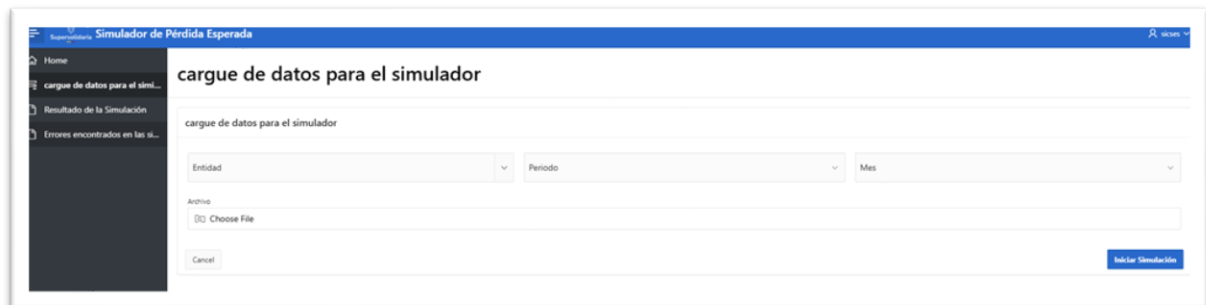 Supersolidaria Simulador de Pérdida Esperada
sicses
Home
cargue de datos para el simi...
Resultado de la Simulación
Errores encontrados en las si...
cargue de datos para el simulador
cargue de datos para el simulador
Entidad
Periodo
Mes
Archivo
Choose File
Cancel
Iniciar Simulación